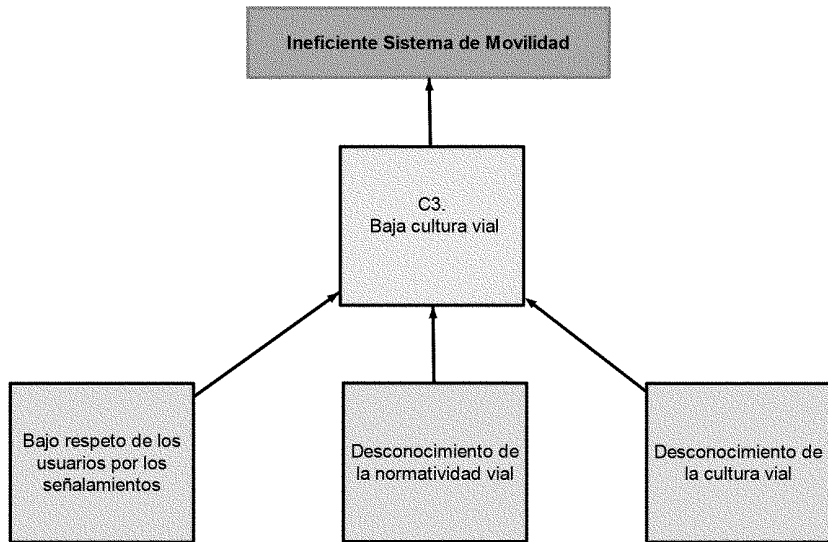 Ineficiente Sistema de Movilidad
C3.
Baja cultura vial
Bajo respeto de los
usuarios por los
señalamientos
Desconocimiento de
la normatividad vial
Desconocimiento de
la cultura vial